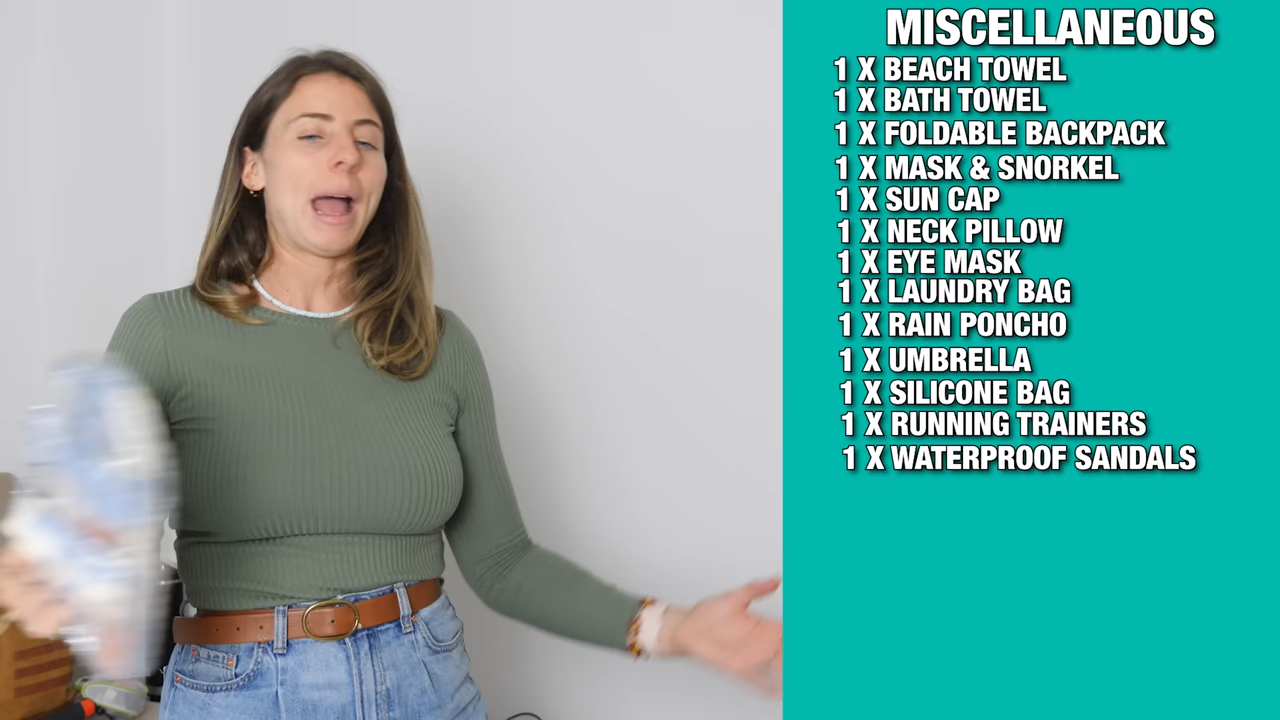 MISCELLANEOUS
1 X BEACH TOWEL
1 X BATH TOWEL
1 X FOLDABLE BACKPACK
1 X MASK & SNORKEL
1 X SUN CAP
1 X NECK PILLOW
1 X EYE MASK
1 X LAUNDRY BAG
1 X RAIN PONCHO
1 X UMBRELLA
1 X SILICONE BAG
1 X RUNNING TRAINERS
1 X WATERPROOF SANDALS